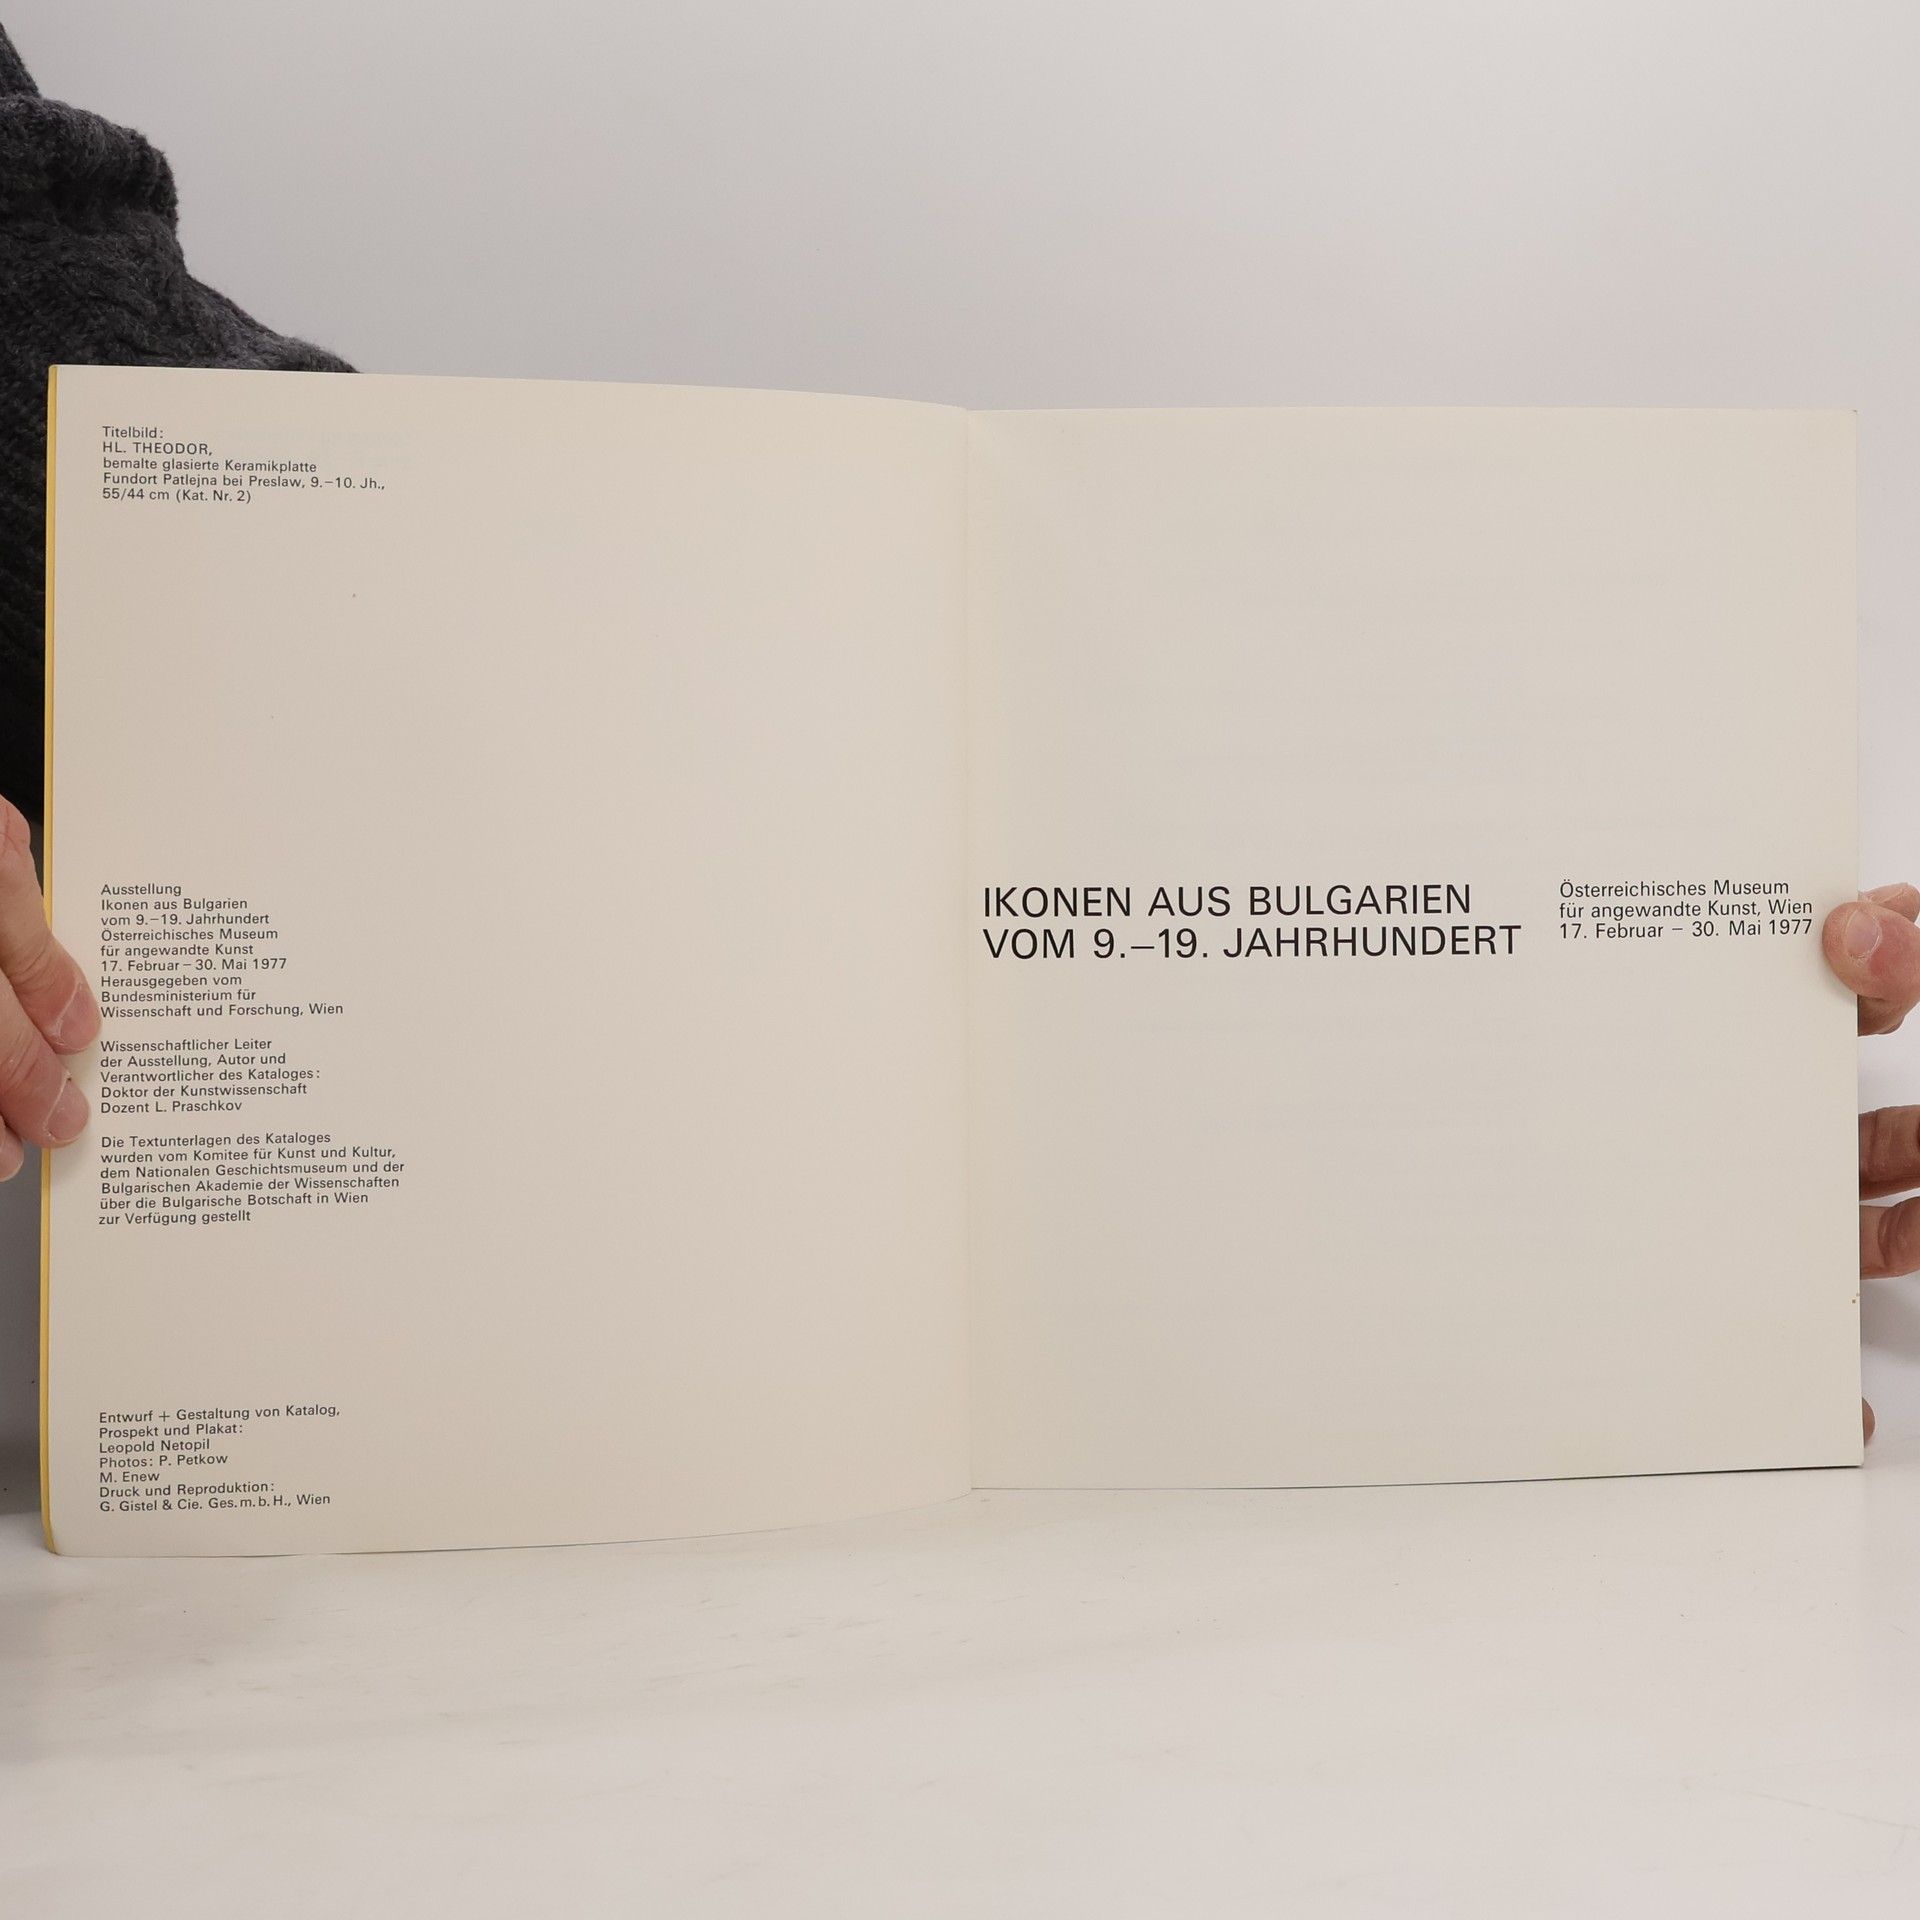 Titelbild:
HL. THEODOR,
bemalte glasierte Keramikplatte
Fundort Patlejna bei Preslaw, 9.–10. Jh.,
55/44 cm (Kat. Nr. 2)
Ausstellung
Ikonen aus Bulgarien
vom 9.–19. Jahrhundert
Österreichisches Museum
für angewandte Kunst
17. Februar – 30. Mai 1977
Herausgegeben vom
Bundesministerium für
Wissenschaft und Forschung, Wien
Wissenschaftlicher Leiter
der Ausstellung, Autor und
Verantwortlicher des Kataloges:
Doktor der Kunstwissenschaft
Dozent L. Praschkov
Die Textunterlagen des Kataloges
wurden vom Komitee für Kunst und Kultur,
dem Nationalen Geschichtsmuseum und der
Bulgarischen Akademie der Wissenschaften
über die Bulgarische Botschaft in Wien
zur Verfügung gestellt
Entwurf + Gestaltung von Katalog,
Prospekt und Plakat:
Leopold Netopil
Photos: P. Petkow
M. Enew
Druck und Reproduktion:
G. Gistel & Cie. Ges.m.b.H., Wien
IKONEN AUS BULGARIEN
VOM 9.–19. JAHRHUNDERT
Österreichisches Museum
für angewandte Kunst, Wien
17. Februar – 30. Mai 1977